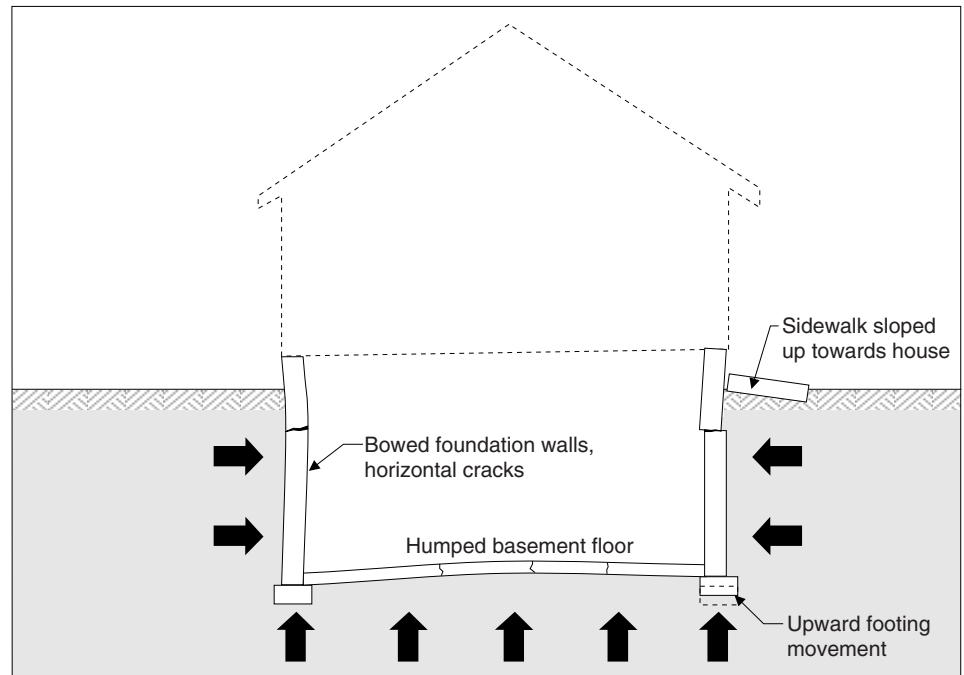 Sidewalk sloped
up towards house
Bowed foundation walls,
horizontal cracks
Humped basement floor
Upward footing
movement